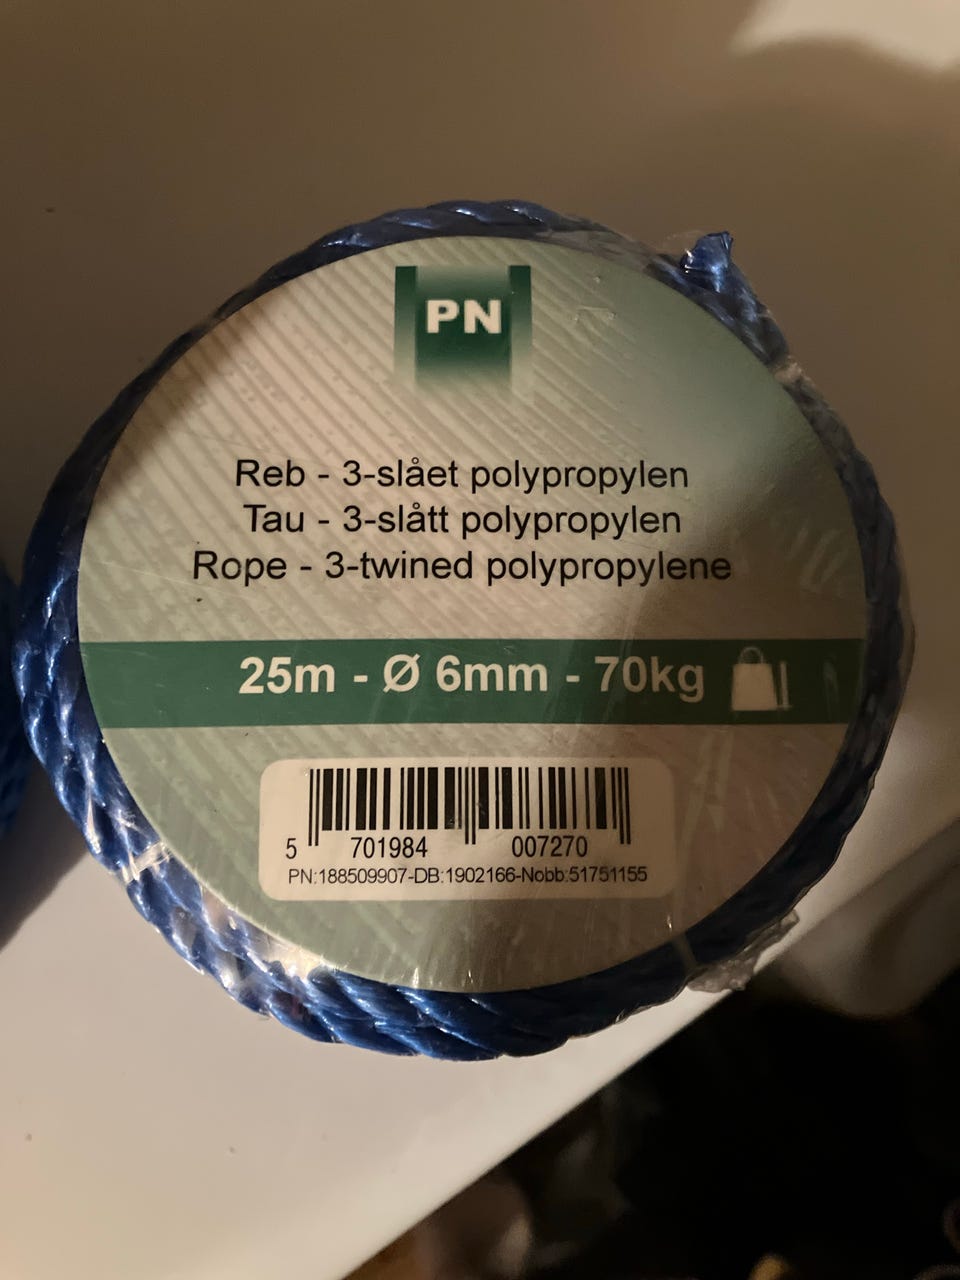 PN
Reb - 3-slået polypropylen
Tau - 3-slått polypropylen
Rope - 3-twined polypropylene
25m - Ø 6mm - 70kg
5 701984 007270
PN:188509907-DB:1902166-Nobb:51751155